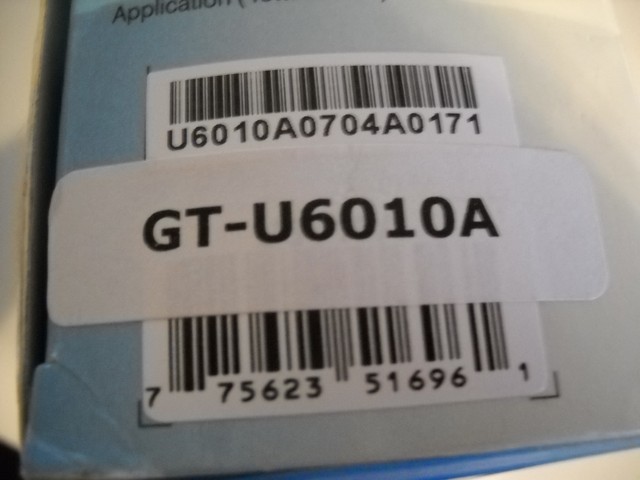 Application (
U6010A0704A0171
GT-U6010A
7 75623 51696 1